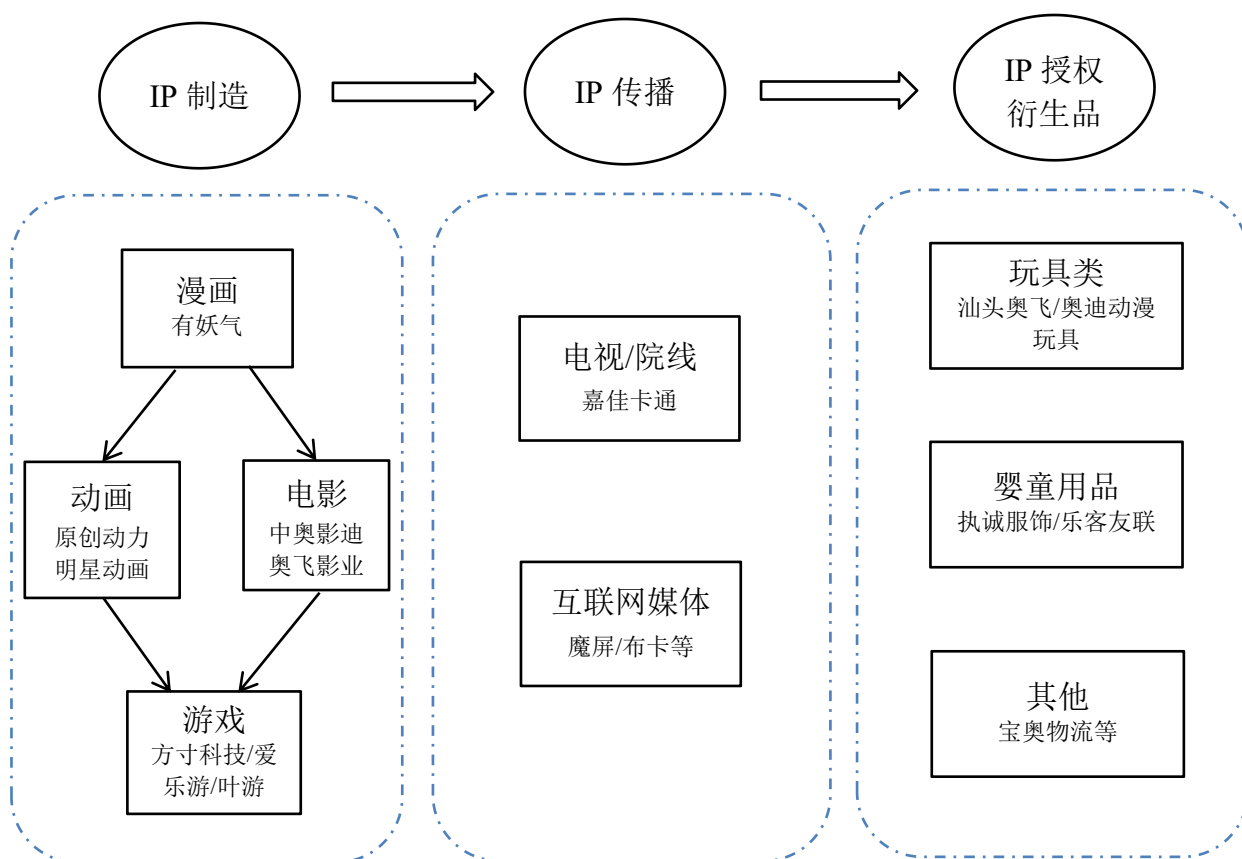 IP 制造
IP 传播
IP 授权
衍生品
漫画
有妖气
动画
原创动力
明星动画
电影
中奥影迪
奥飞影业
游戏
方寸科技/爱
乐游/叶游
电视/院线
嘉佳卡通
互联网媒体
魔屏/布卡等
玩具类
汕头奥飞/奥迪动漫
玩具
婴童用品
执诚服饰/乐客友联
其他
宝奥物流等